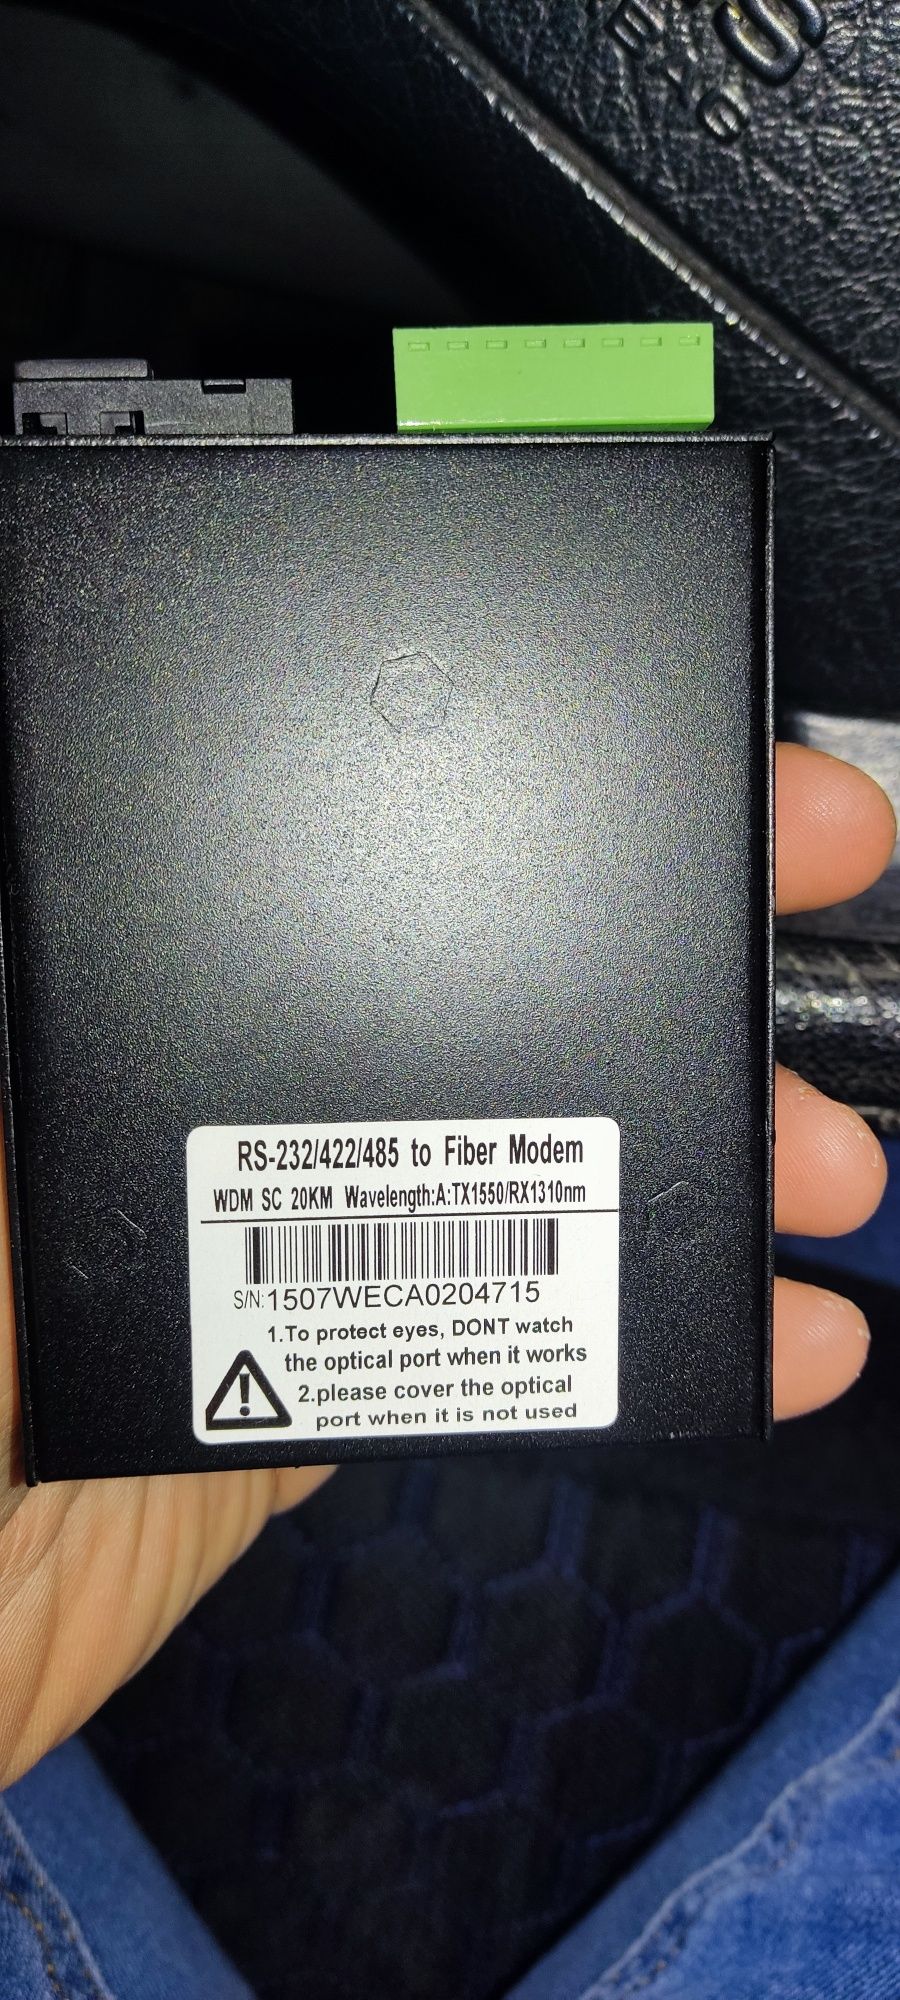 RS-232/422/485 to Fiber Modem
WDM SC 20KM Wavelength:A:TX1550/RX1310nm
S/N:1507WECA0204715
1.To protect eyes, DONT watch
the optical port when it works
2.please cover the optical
port when it is not used